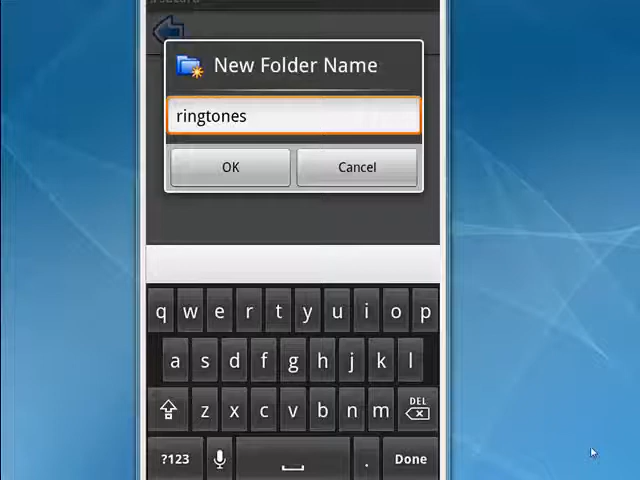 New Folder Name
ringtones
OK Cancel
q w e r t y u i o p
a s d f g h j k l
z x c v b n m DEL
?123 . Done